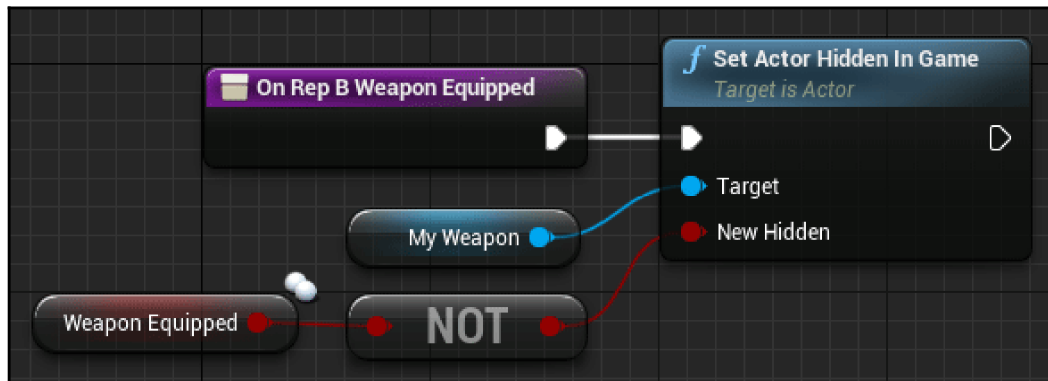 On Rep B Weapon Equipped
Set Actor Hidden In Game
Target is Actor
Target
My Weapon
New Hidden
Weapon Equipped
NOT